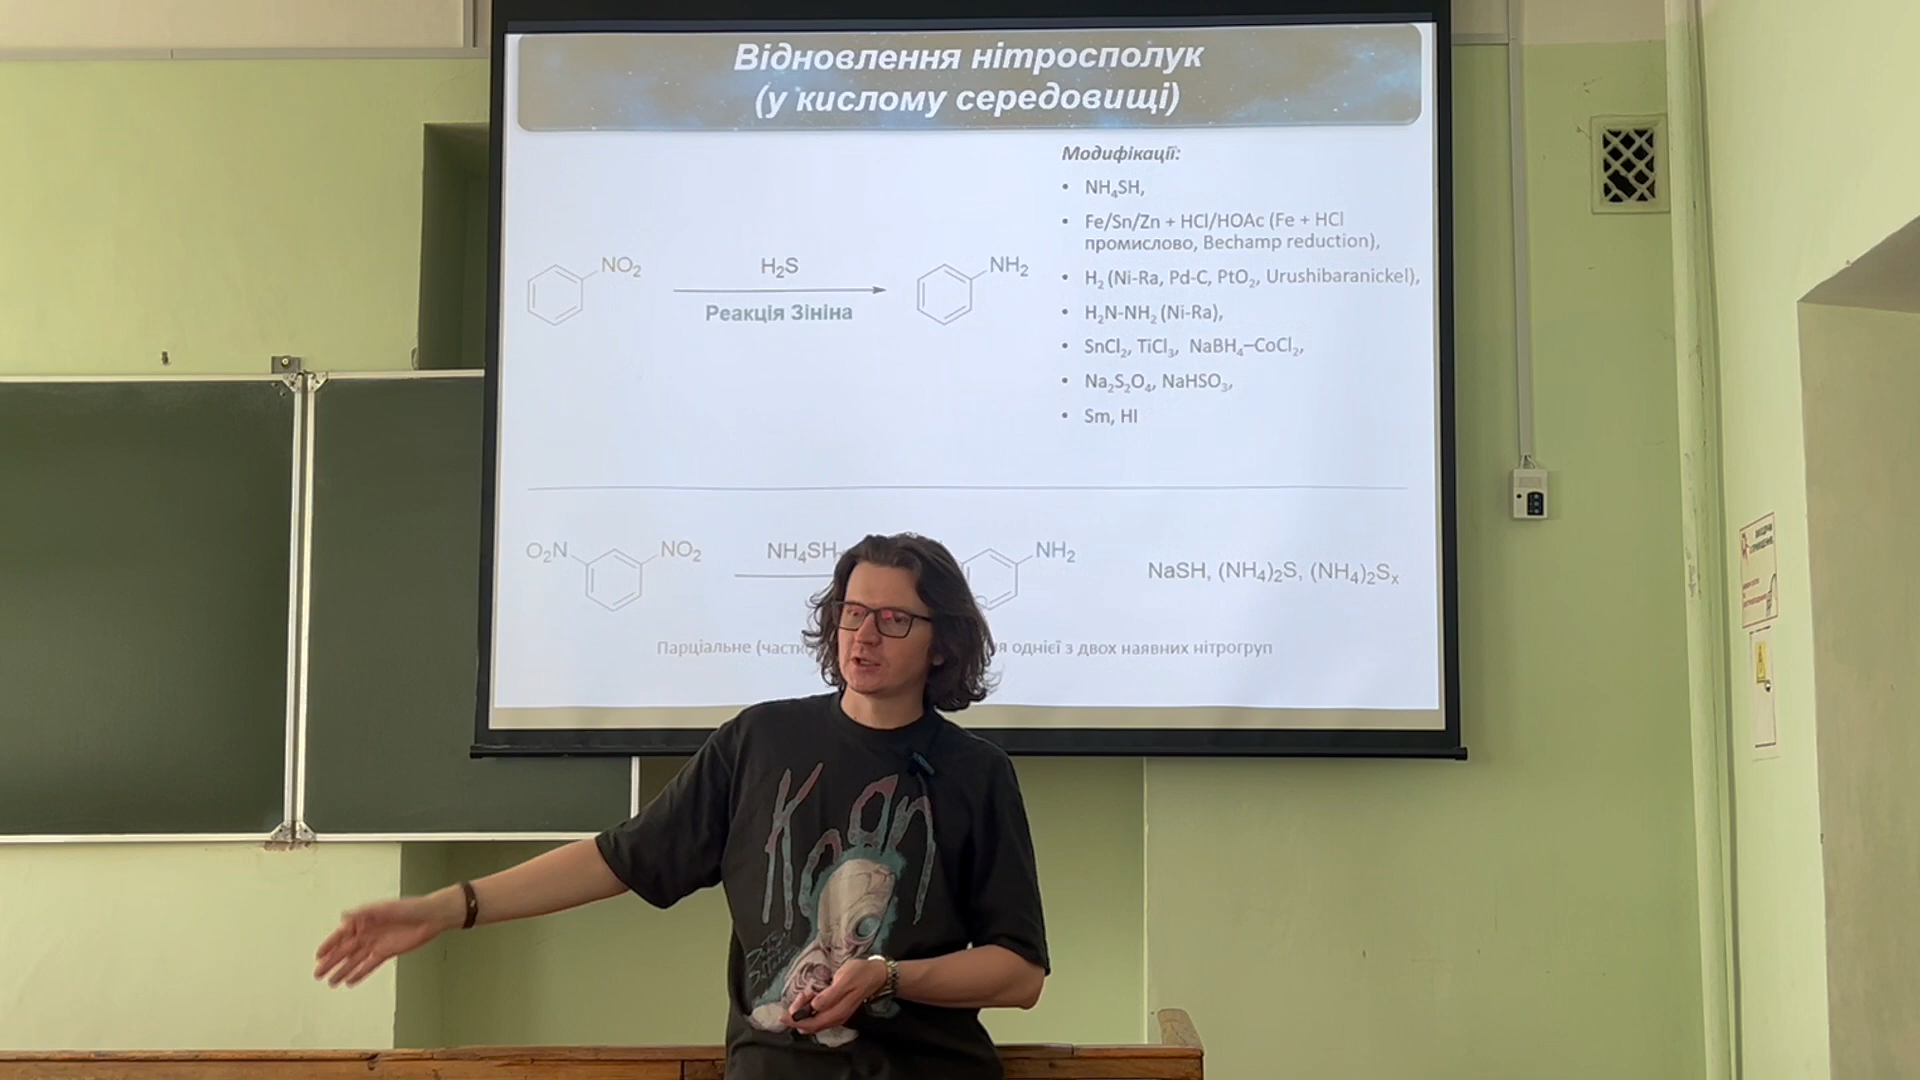 Відновлення нітросполук
(у кислому середовищі)
Модифікації:
• NH₄SH,
• Fe/Sn/Zn + HCl/HOAc (Fe + HCl
промислово, Bechamp reduction),
• H₂ (Ni-Ra, Pd-C, PtO₂, Urushibaranickel),
• H₂N-NH₂ (Ni-Ra),
• SnCl₂, TiCl₃, NaBH₄–CoCl₂,
• Na₂S₂O₄, NaHSO₃,
• Sm, HI
NO₂
H₂S
Реакція Зініна
NH₂
O₂N
NO₂
NH₄SH
NH₂
NaSH, (NH₄)₂S, (NH₄)₂Sₓ
Парціальне однієї з двох наявних нітрогруп
Korn